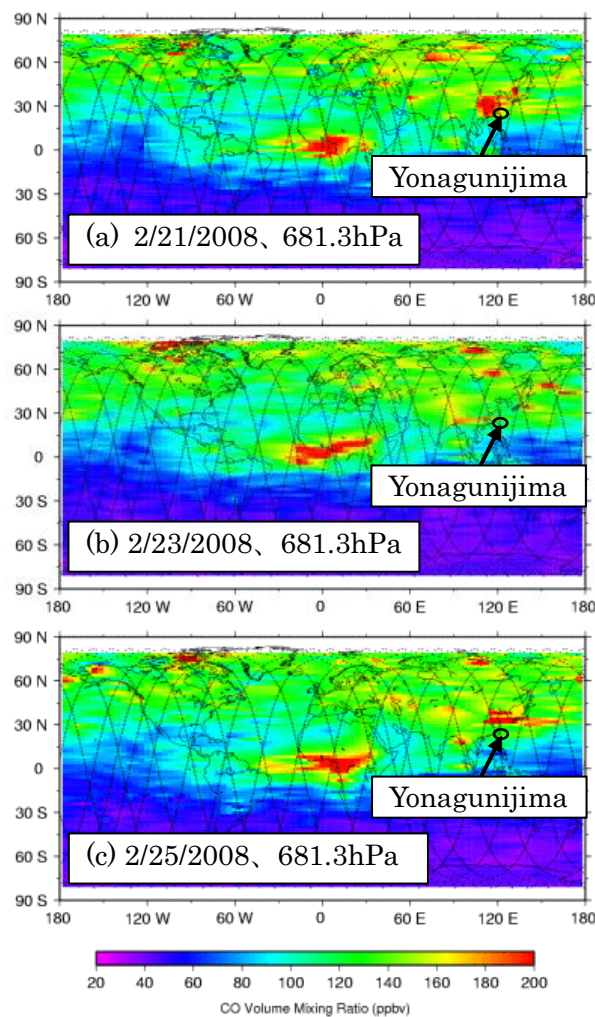 90 N
60 N
30 N
0
30 S
60 S
90 S
180
120 W
60 W
0
60 E
120 E
180
Yonagunijima
(a) 2/21/2008、681.3hPa
90 N
60 N
30 N
0
30 S
60 S
90 S
180
120 W
60 W
0
60 E
120 E
180
Yonagunijima
(b) 2/23/2008、681.3hPa
90 N
60 N
30 N
0
30 S
60 S
90 S
180
120 W
60 W
0
60 E
120 E
180
Yonagunijima
(c) 2/25/2008、681.3hPa
20 40 60 80 100 120 140 160 180 200
CO Volume Mixing Ratio (ppbv)